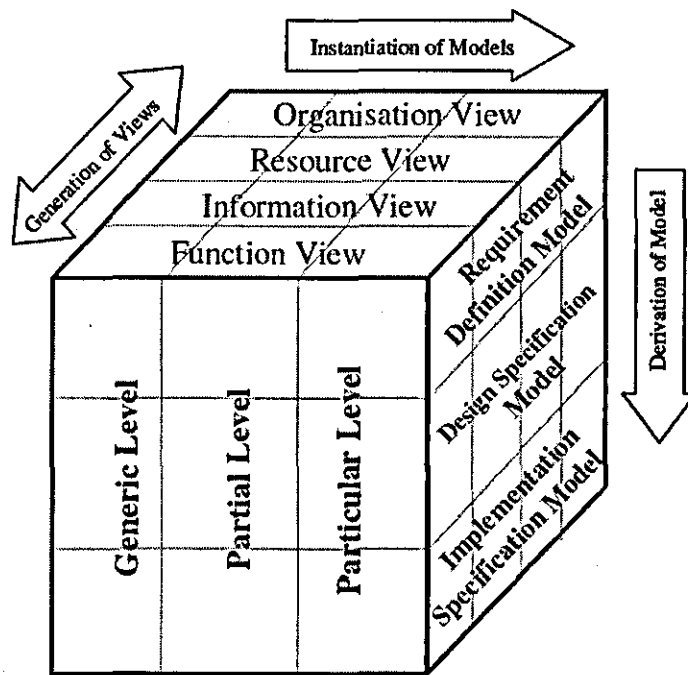 Instantiation of Models
Generation of Views
Organisation View
Resource View
Information View
Function View
Requirement
Definition Model
Design Specification
Model
Implementation
Specification Model
Derivation of Model
Generic Level
Partial Level
Particular Level